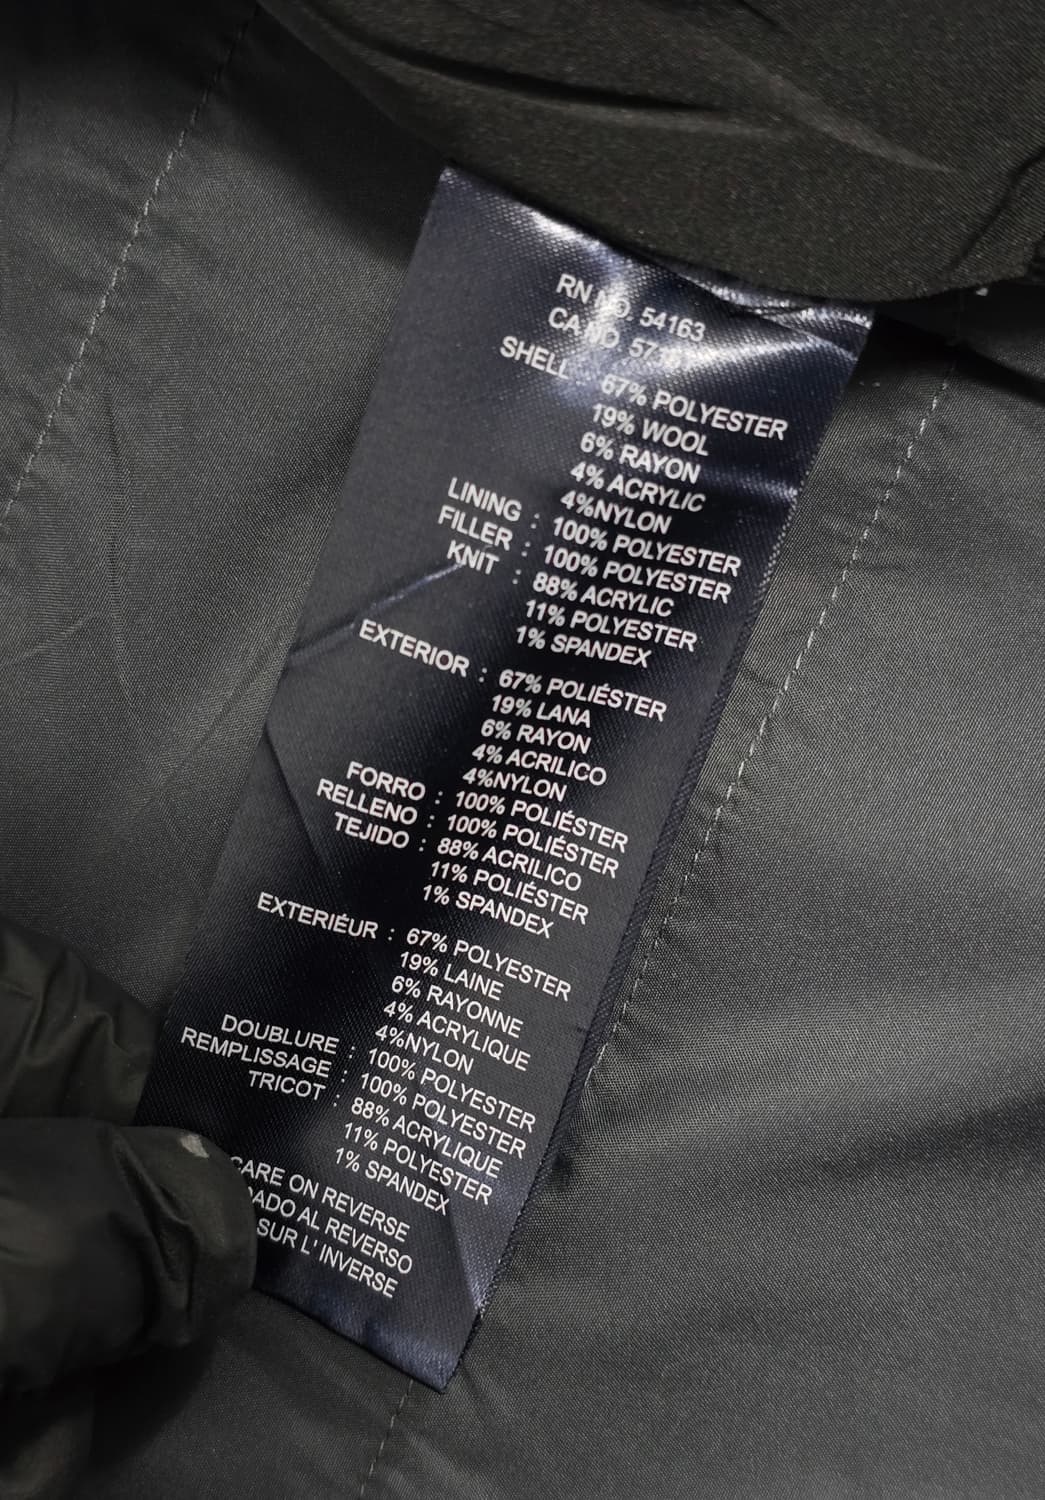 RN NO. 54163
CA NO.
SHELL : 67% POLYESTER
19% WOOL
6% RAYON
4% ACRYLIC
4%NYLON
LINING : 100% POLYESTER
FILLER : 100% POLYESTER
KNIT : 88% ACRYLIC
11% POLYESTER
1% SPANDEX
EXTERIOR : 67% POLIÉSTER
19% LANA
6% RAYON
4% ACRILICO
4%NYLON
FORRO : 100% POLIÉSTER
RELLENO : 100% POLIÉSTER
TEJIDO : 88% ACRILICO
11% POLIÉSTER
1% SPANDEX
EXTERIÉUR : 67% POLYESTER
19% LAINE
6% RAYONNE
4% ACRYLIQUE
4%NYLON
DOUBLURE : 100% POLYESTER
REMPLISSAGE : 100% POLYESTER
TRICOT : 88% ACRYLIQUE
11% POLYESTER
1% SPANDEX
CARE ON REVERSE
AL REVERSO
SUR L' INVERSE